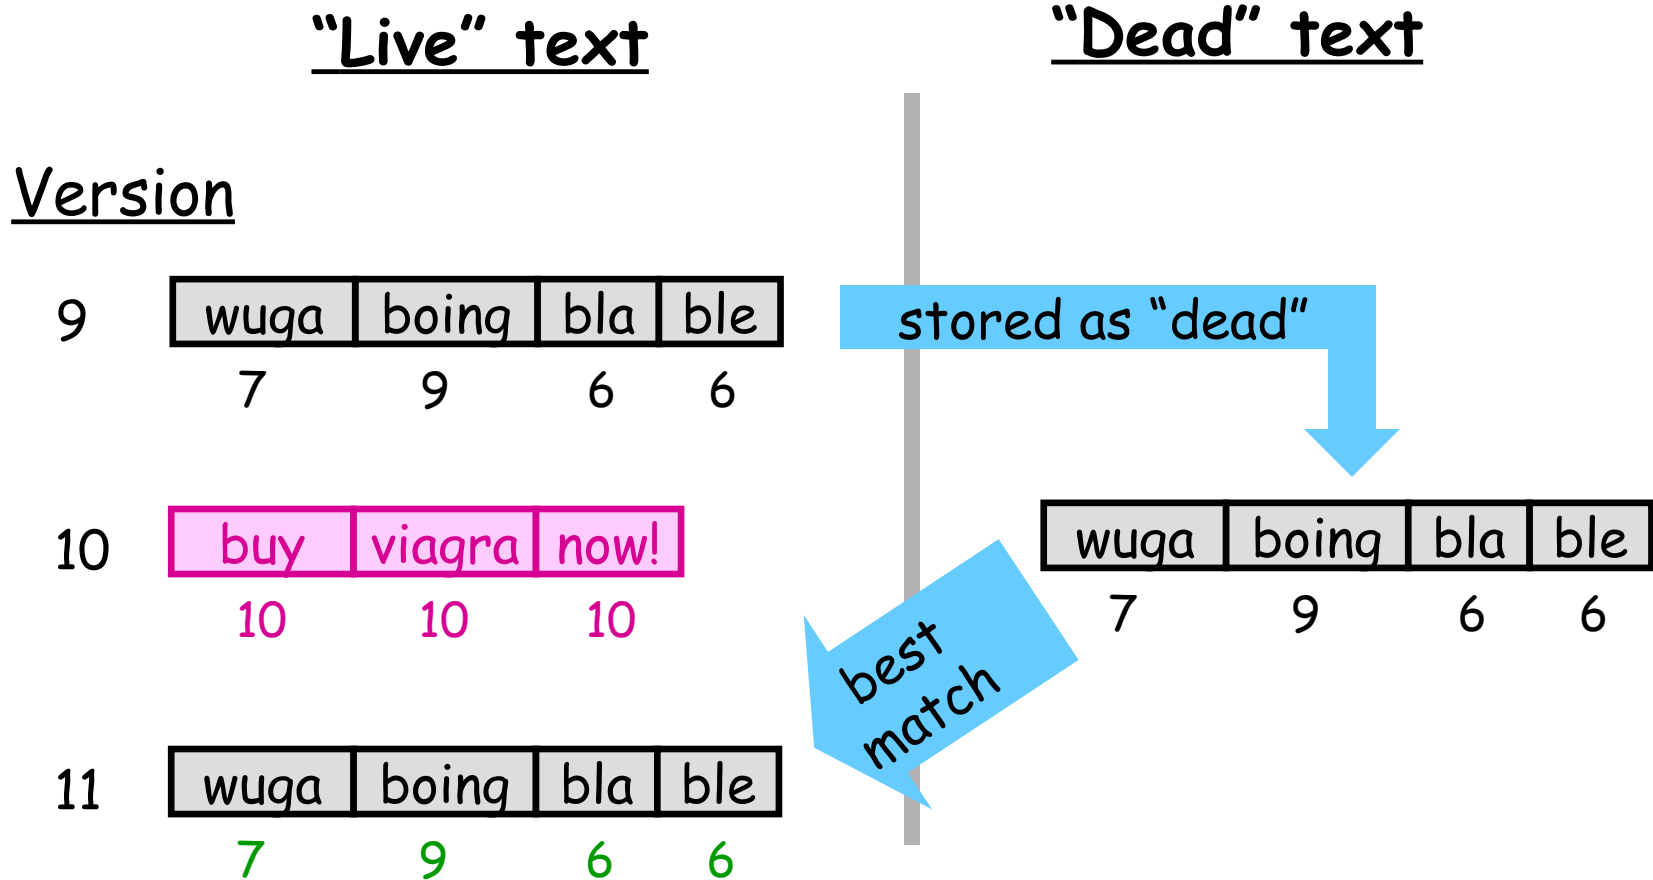 “Live” text
“Dead” text
Version
9 wuga boing bla ble
7 9 6 6
stored as “dead”
10 buy viagra now!
10 10 10
wuga boing bla ble
7 9 6 6
best
match
11 wuga boing bla ble
7 9 6 6